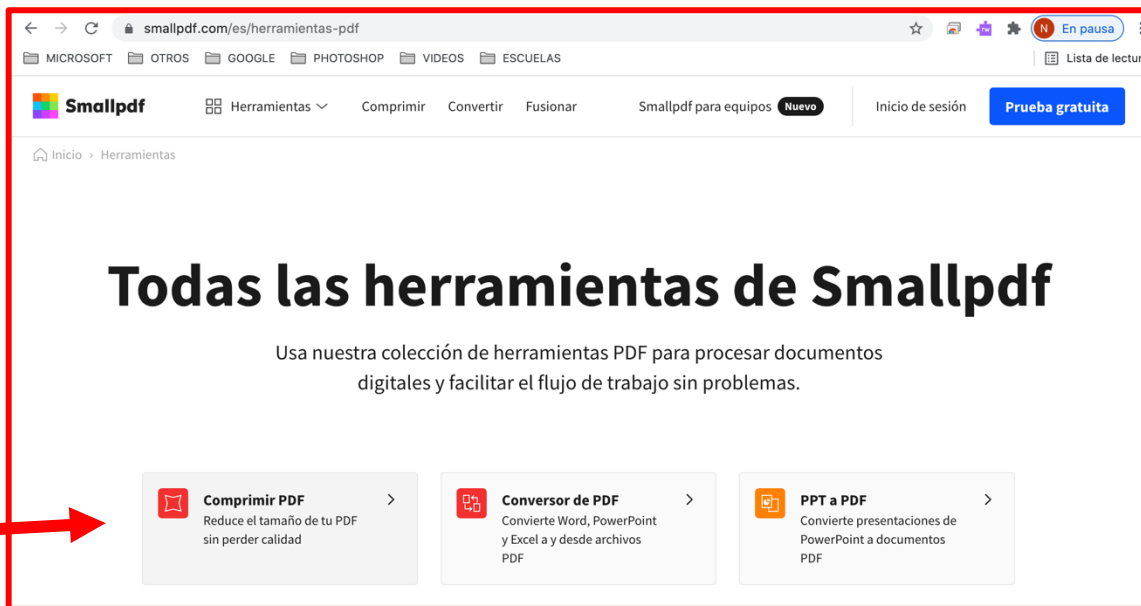 smallpdf.com/es/herramientas-pdf
N En pausa
MICROSOFT OTROS GOOGLE PHOTOSHOP VIDEOS ESCUELAS Lista de lectur
Smallpdf Herramientas Comprimir Convertir Fusionar Smallpdf para equipos Nuevo Inicio de sesión Prueba gratuita
Inicio › Herramientas
Todas las herramientas de Smallpdf
Usa nuestra colección de herramientas PDF para procesar documentos
digitales y facilitar el flujo de trabajo sin problemas.
Comprimir PDF
Reduce el tamaño de tu PDF
sin perder calidad
Conversor de PDF
Convierte Word, PowerPoint
y Excel a y desde archivos
PDF
PPT a PDF
Convierte presentaciones de
PowerPoint a documentos
PDF